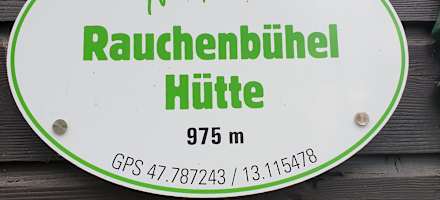 Rauchenbühel
Hütte
975 m
GPS 47.787243 / 13.115478